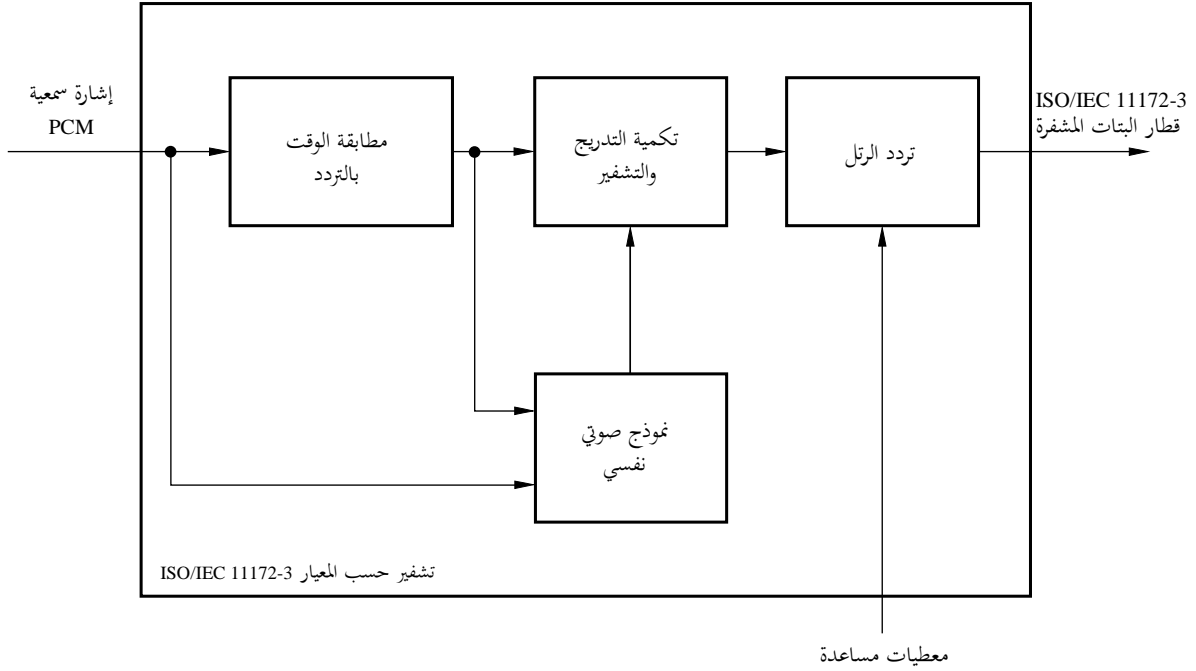 إشارة سمعية
PCM
مطابقة الوقت
بالتردد
تكمية التدريج
والتشفير
تردد الرتل
ISO/IEC 11172-3
قطار البتات المشفرة
نموذج صوتي
نفسي
تشفير حسب المعيار ISO/IEC 11172-3
معطيات مساعدة